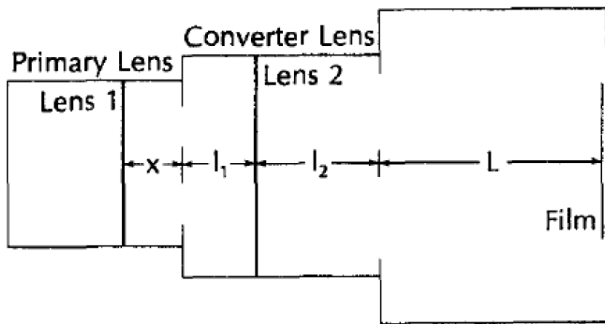 Converter Lens
Primary Lens
Lens 1
Lens 2
x
l₁
l₂
L
Film